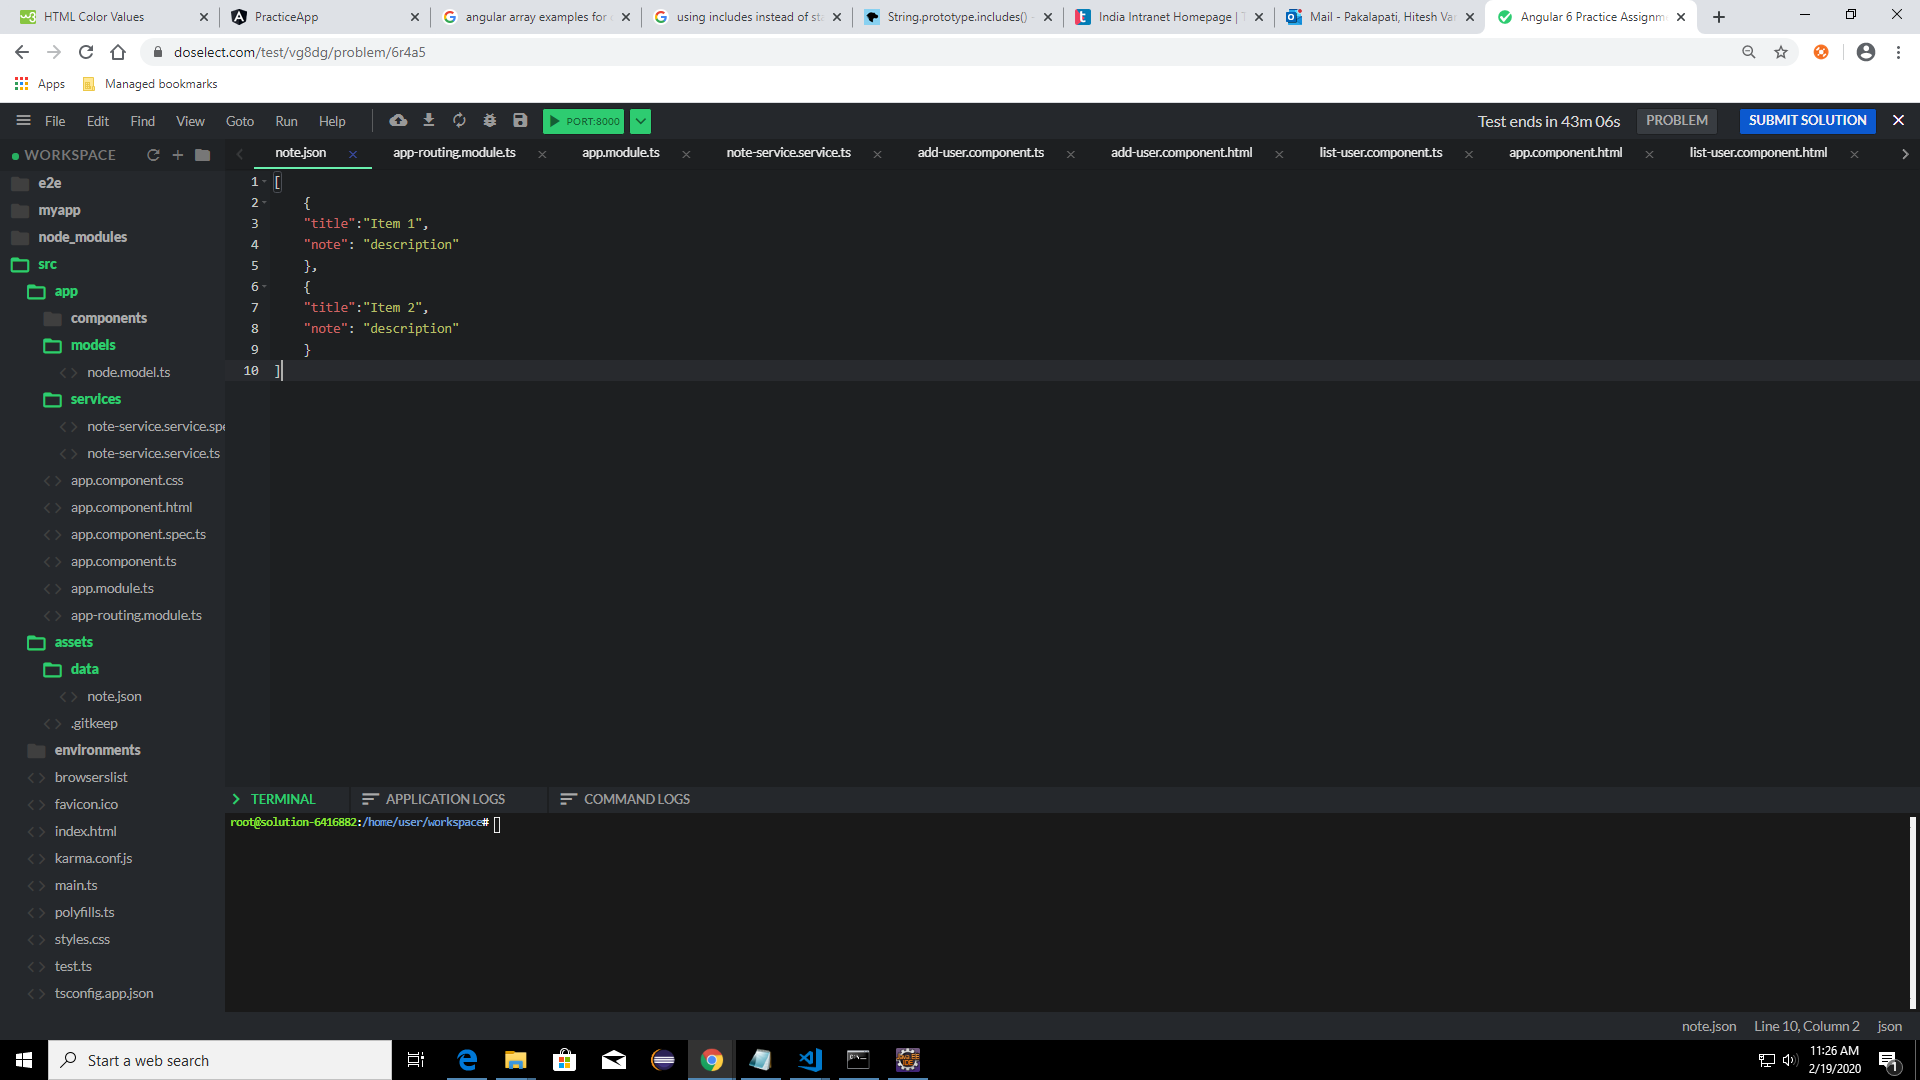 HTML Color Values
PracticeApp
angular array examples for
using includes instead of sta
String.prototype.includes()
India Intranet Homepage | T
Mail - Pakalapati, Hitesh Var
Angular 6 Practice Assignm
doselect.com/test/vg8dg/problem/6r4a5
Apps
Managed bookmarks
File Edit Find View Goto Run Help
PORT:8000
Test ends in 43m 06s
PROBLEM
SUBMIT SOLUTION
WORKSPACE
note.json
app-routing.module.ts
app.module.ts
note-service.service.ts
add-user.component.ts
add-user.component.html
list-user.component.ts
app.component.html
list-user.component.html
e2e
myapp
node_modules
src
app
components
models
node.model.ts
services
note-service.service.spe
note-service.service.ts
app.component.css
app.component.html
app.component.spec.ts
app.component.ts
app.module.ts
app-routing.module.ts
assets
data
note.json
.gitkeep
environments
browserslist
favicon.ico
index.html
karma.conf.js
main.ts
polyfills.ts
styles.css
test.ts
tsconfig.app.json
1 [
2 {
3 "title":"Item 1",
4 "note": "description"
5 },
6 {
7 "title":"Item 2",
8 "note": "description"
9 }
10 ]
TERMINAL
APPLICATION LOGS
COMMAND LOGS
root@solution-6416882:/home/user/workspace#
note.json
Line 10, Column 2
json
Start a web search
11:26 AM
2/19/2020
1